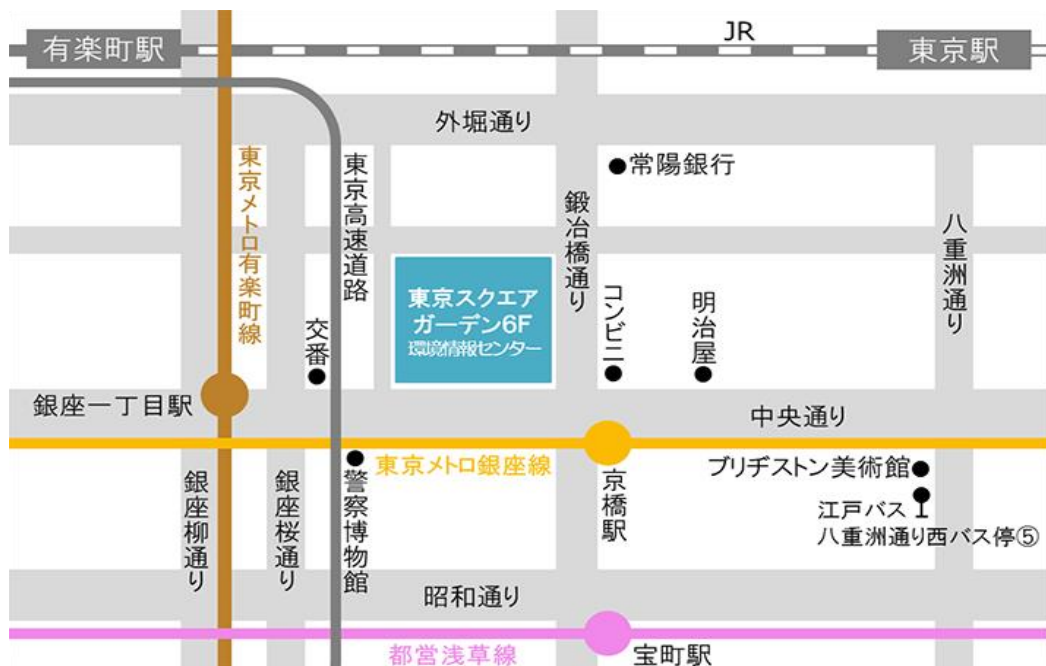 JR
有楽町駅
東京駅
外堀通り
常陽銀行
東京メトロ有楽町線
東京高速道路
鍛冶橋通り
八重洲通り
東京スクエア
ガーデン6F
環境情報センター
コンビニ
明治屋
交番
銀座一丁目駅
中央通り
東京メトロ銀座線
ブリヂストン美術館
京橋駅
銀座柳通り
銀座桜通り
警察博物館
江戸バス
八重洲通り西バス停⑤
昭和通り
都営浅草線
宝町駅